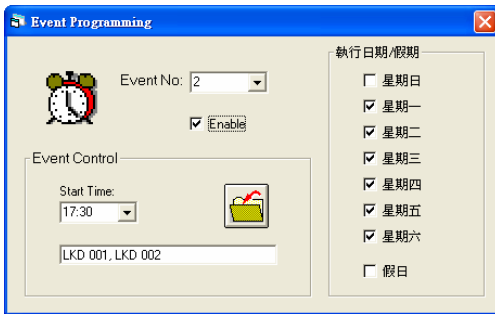 Event Programming
Event No: 2
Enable
Event Control
Start Time:
17:30
LKD 001, LKD 002
執行日期/假期
星期日
星期一
星期二
星期三
星期四
星期五
星期六
假日